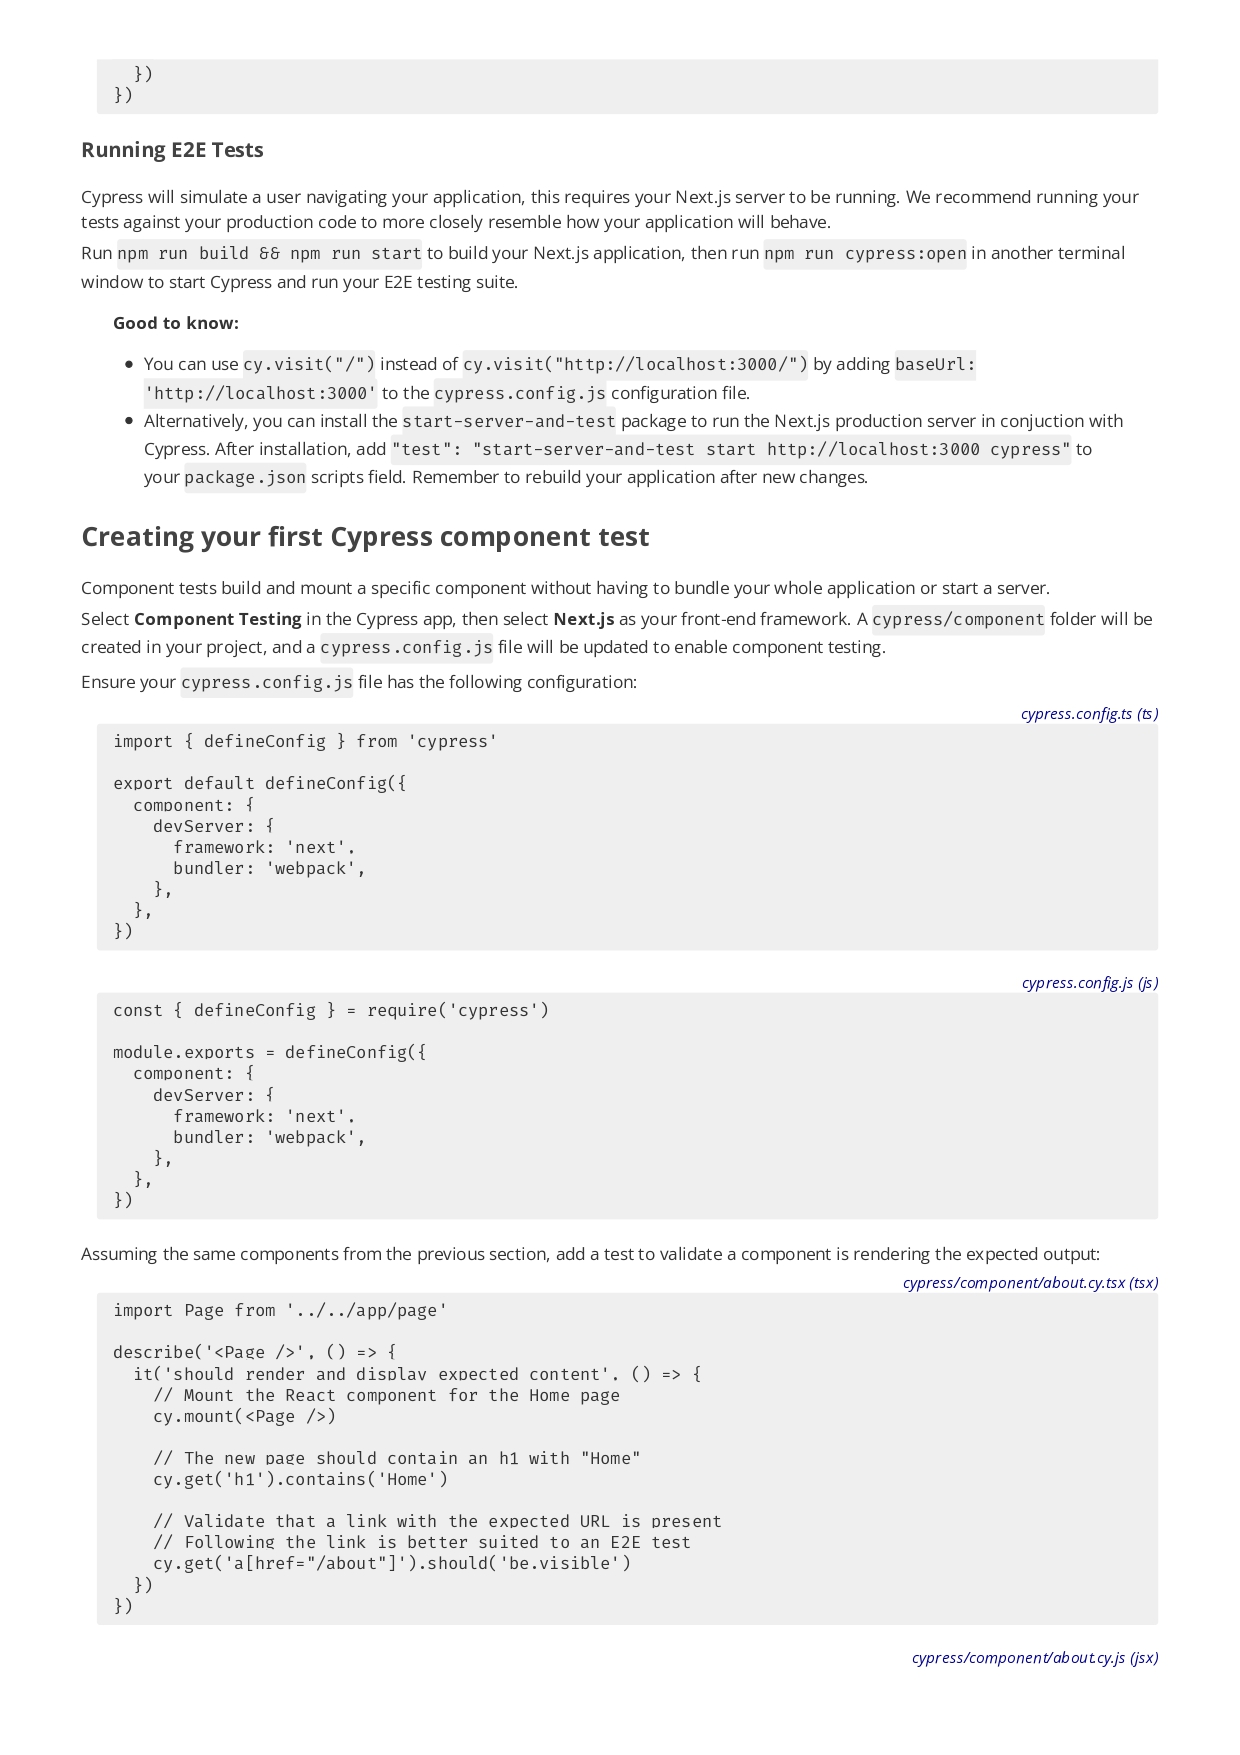 })
})
Running E2E Tests
Cypress will simulate a user navigating your application, this requires your Next.js server to be running. We recommend running your
tests against your production code to more closely resemble how your application will behave.
Run npm run build && npm run start to build your Next.js application, then run npm run cypress:open in another terminal
window to start Cypress and run your E2E testing suite.
Good to know:
• You can use cy.visit("/") instead of cy.visit("http://localhost:3000/") by adding baseUrl:
'http://localhost:3000' to the cypress.config.js configuration file.
• Alternatively, you can install the start-server-and-test package to run the Next.js production server in conjuction with
Cypress. After installation, add "test": "start-server-and-test start http://localhost:3000 cypress" to
your package.json scripts field. Remember to rebuild your application after new changes.
Creating your first Cypress component test
Component tests build and mount a specific component without having to bundle your whole application or start a server.
Select Component Testing in the Cypress app, then select Next.js as your front-end framework. A cypress/component folder will be
created in your project, and a cypress.config.js file will be updated to enable component testing.
Ensure your cypress.config.js file has the following configuration:
cypress.config.ts (ts)
import { defineConfig } from 'cypress'

export default defineConfig({
  component: {
    devServer: {
      framework: 'next',
      bundler: 'webpack',
    },
  },
})
cypress.config.js (js)
const { defineConfig } = require('cypress')

module.exports = defineConfig({
  component: {
    devServer: {
      framework: 'next',
      bundler: 'webpack',
    },
  },
})
Assuming the same components from the previous section, add a test to validate a component is rendering the expected output:
cypress/component/about.cy.tsx (tsx)
import Page from '../../app/page'

describe('<Page />', () => {
  it('should render and display expected content', () => {
    // Mount the React component for the Home page
    cy.mount(<Page />)

    // The new page should contain an h1 with "Home"
    cy.get('h1').contains('Home')

    // Validate that a link with the expected URL is present
    // Following the link is better suited to an E2E test
    cy.get('a[href="/about"]').should('be.visible')
  })
})
cypress/component/about.cy.js (jsx)